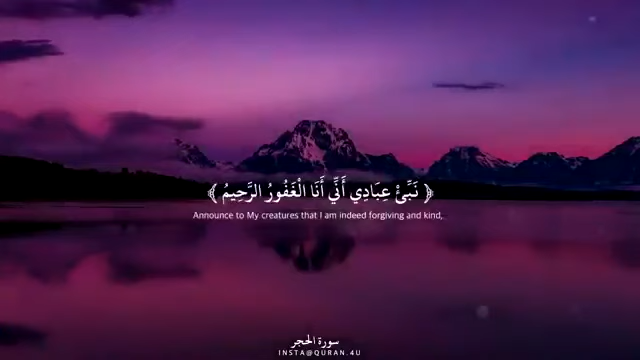 ﴿ نَبِّئْ عِبَادِي أَنِّي أَنَا الْغَفُورُ الرَّحِيمُ ﴾
Announce to My creatures that I am indeed forgiving and kind,
سورة الحجر
INSTA@QURAN.4U